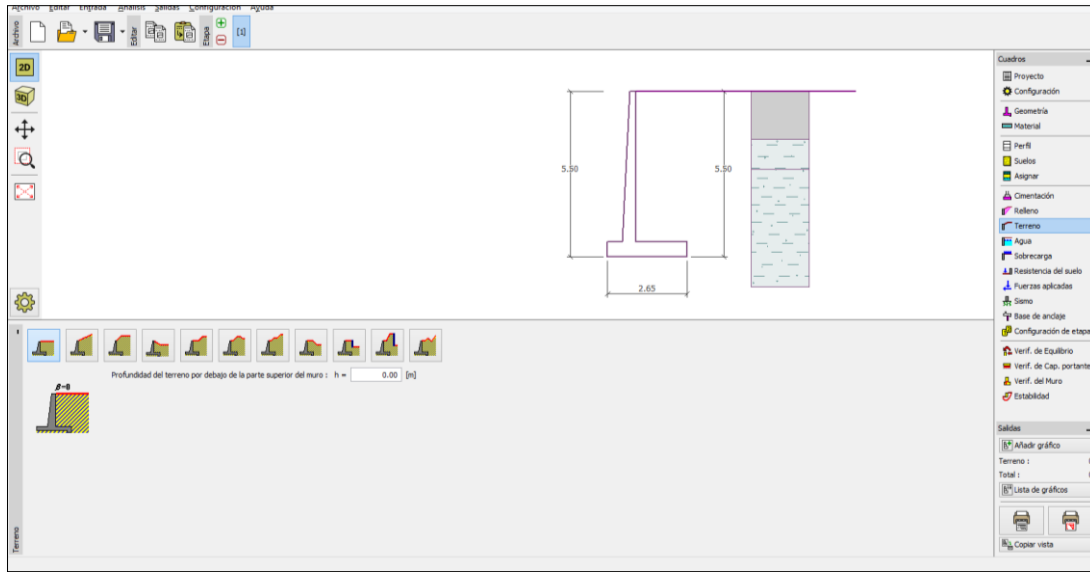 Archivo Editar Entrada Análisis Salidas Configuración Ayuda
Archivo
Editar
Etapa
[1]
2D
3D
5.50
5.50
2.65
Profundidad del terreno por debajo de la parte superior del muro : h = 0.00 [m]
β=0
Terreno
Cuadros
Proyecto
Configuración
Geometría
Material
Perfil
Suelos
Asignar
Cimentación
Relleno
Terreno
Agua
Sobrecarga
Resistencia del suelo
Fuerzas aplicadas
Sismo
Base de anclaje
Configuración de etapa
Verif. de Equilibrio
Verif. de Cap. portante
Verif. del Muro
Estabilidad
Salidas
Añadir gráfico
Terreno :
Total :
Lista de gráficos
Copiar vista